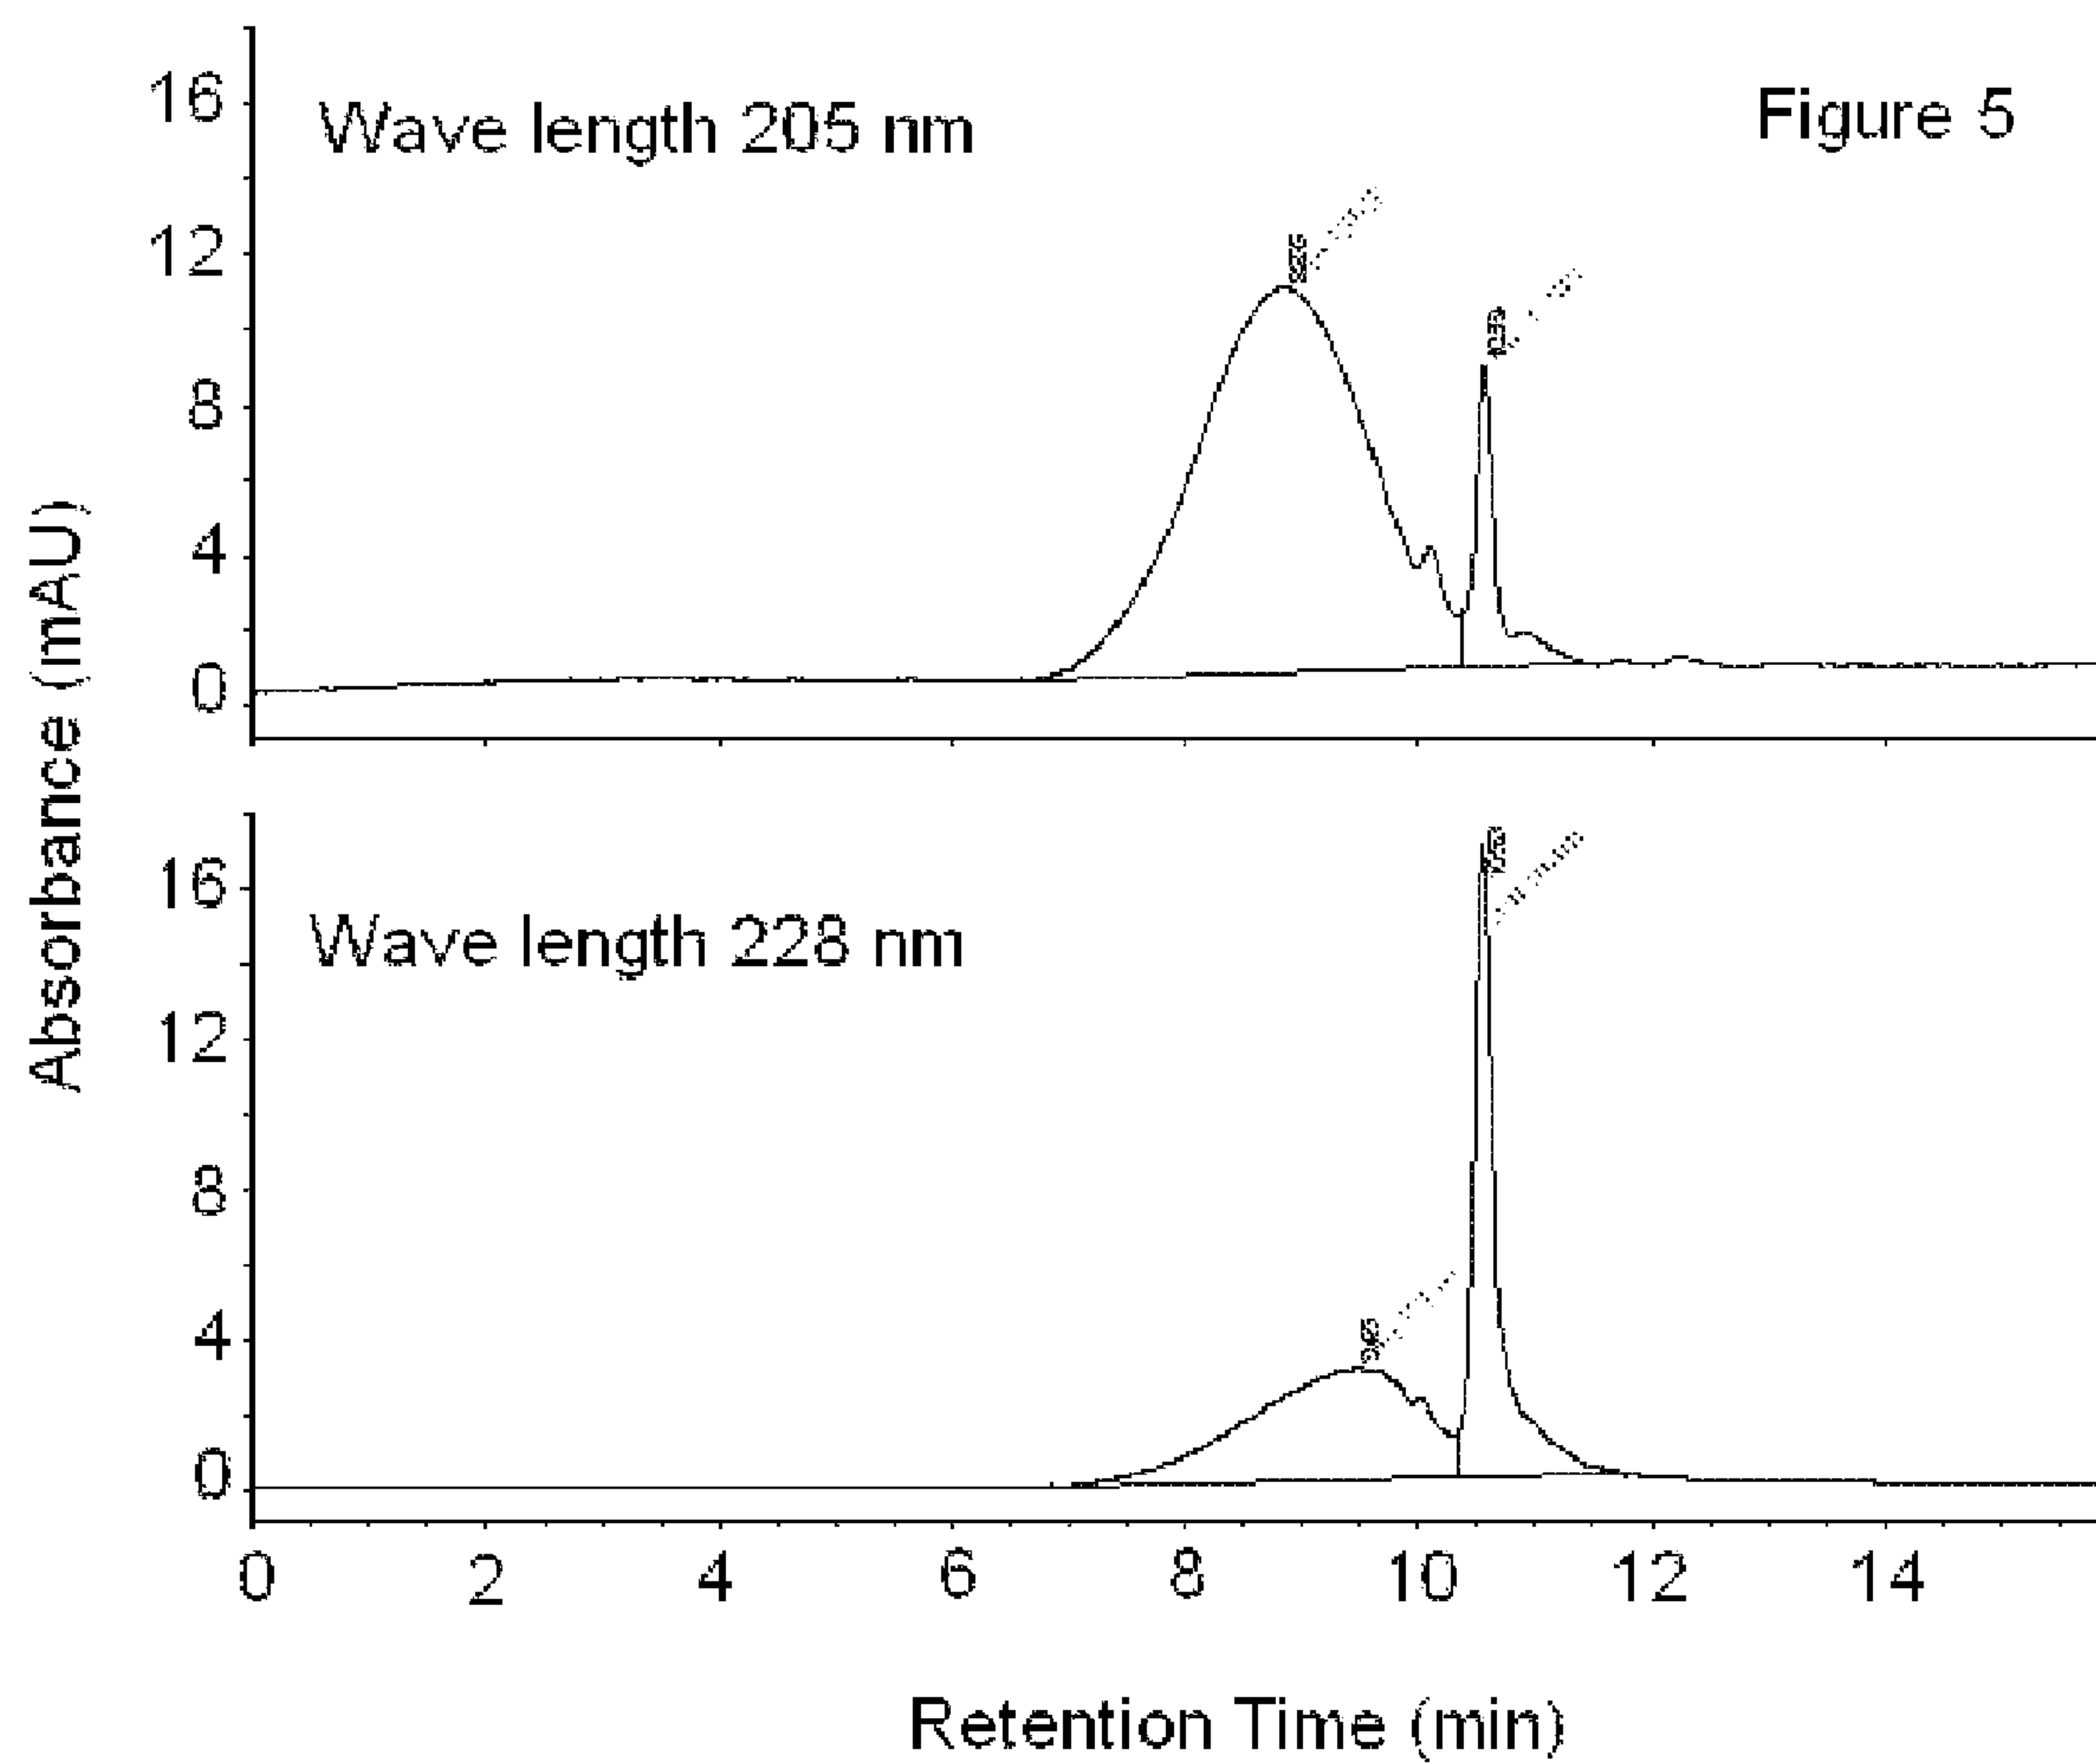 Figure 5
Wave length 205 nm
16
12
8
4
0
Absorbance (mAU)
Wave length 228 nm
16
12
8
4
0
0 2 4 6 8 10 12 14
Retention Time (min)